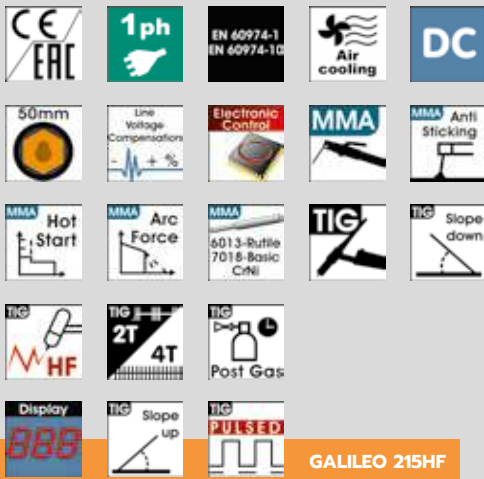 CE
EAC
1ph
EN 60974-1
EN 60974-10
Air
cooling
DC
50mm
Line
Voltage
Compensation
- + %
Electronic
Control
MMA
MMA Anti
Sticking
MMA Hot
Start
MMA Arc
Force
MMA
6013-Rutile
7018-Basic
CrNi
TIG
TIG Slope
down
TIG
HF
TIG
2T
4T
TIG
Post Gas
Display
888
TIG Slope
up
TIG
PULSED
GALILEO 215HF